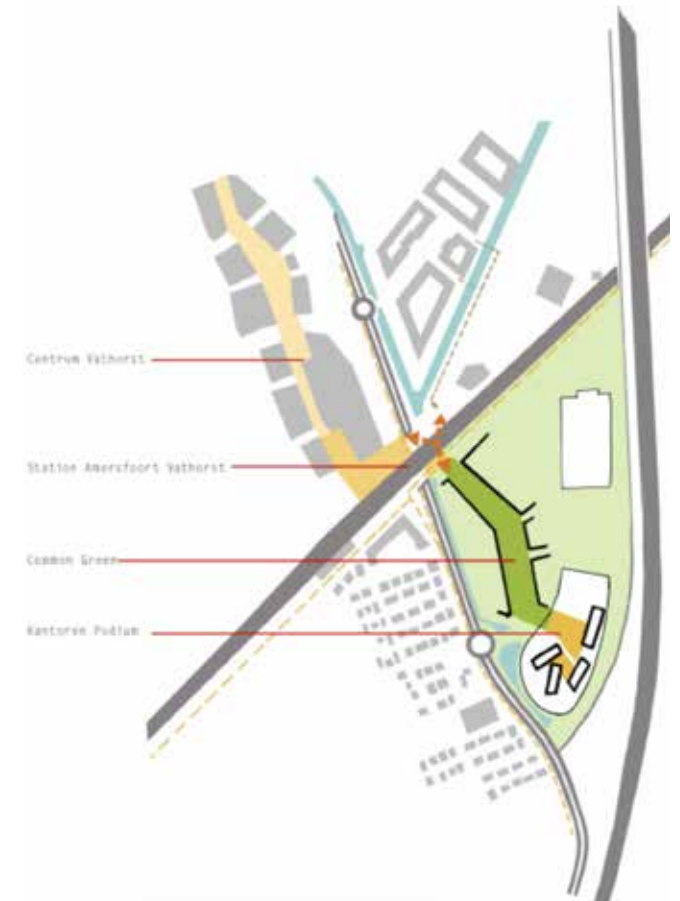 Centrum Vathorst
Station Amersfoort Vathorst
Common Green
Kantoren Podium